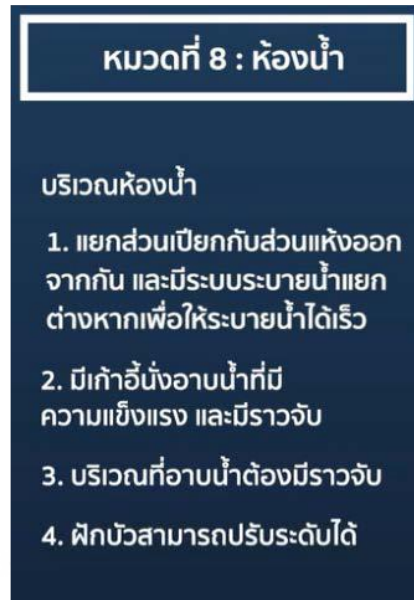 หมวดที่ 8 : ห้องน้ำ
บริเวณห้องน้ำ
1. แยกส่วนเปียกกับส่วนแห้งออก
จากกัน และมีระบบระบายน้ำแยก
ต่างหากเพื่อให้ระบายน้ำได้เร็ว
2. มีเก้าอี้นั่งอาบน้ำที่มี
ความแข็งแรง และมีราวจับ
3. บริเวณที่อาบน้ำต้องมีราวจับ
4. ฝักบัวสามารถปรับระดับได้